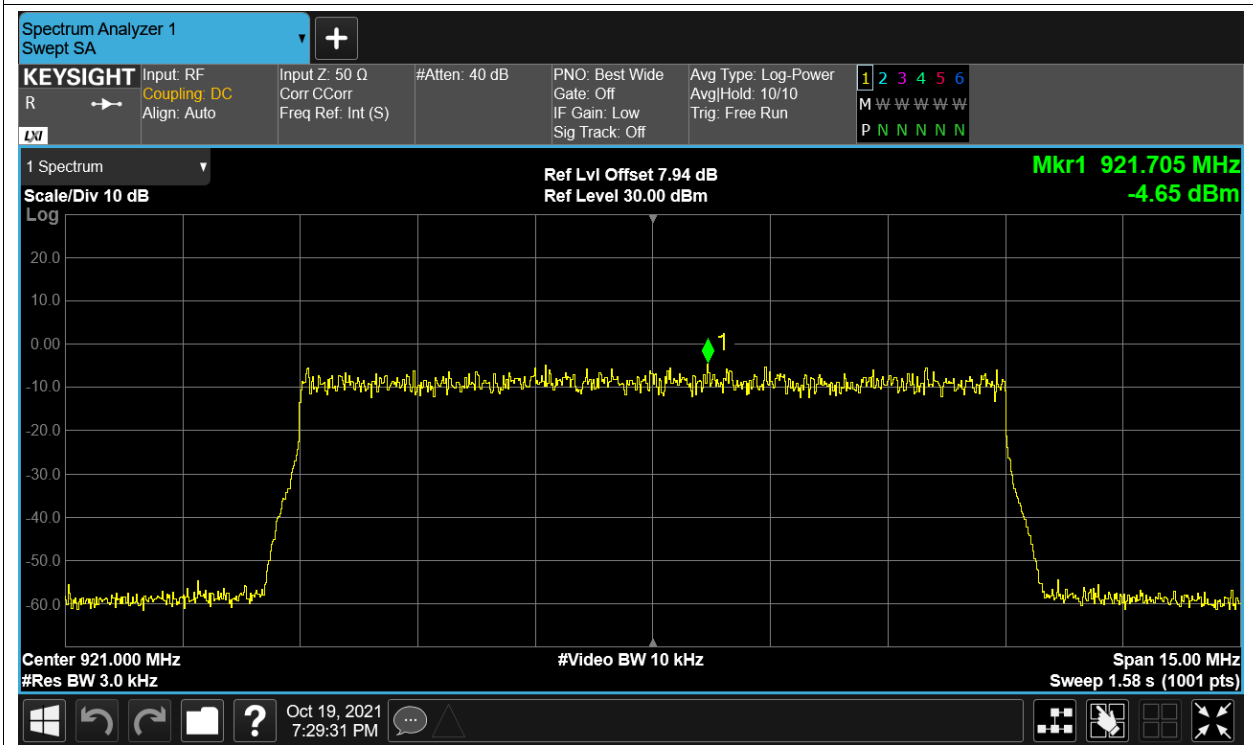 Spectrum Analyzer 1
Swept SA
KEYSIGHT
R
LXI
Input: RF
Coupling: DC
Align: Auto
Input Z: 50 Ω
Corr CCorr
Freq Ref: Int (S)
#Atten: 40 dB
PNO: Best Wide
Gate: Off
IF Gain: Low
Sig Track: Off
Avg Type: Log-Power
Avg|Hold: 10/10
Trig: Free Run
1 2 3 4 5 6
M W W W W W
P N N N N N
1 Spectrum
Scale/Div 10 dB
Log
Ref Lvl Offset 7.94 dB
Ref Level 30.00 dBm
Mkr1 921.705 MHz
-4.65 dBm
20.0
10.0
0.00
1
-10.0
-20.0
-30.0
-40.0
-50.0
-60.0
Center 921.000 MHz
#Res BW 3.0 kHz
#Video BW 10 kHz
Span 15.00 MHz
Sweep 1.58 s (1001 pts)
?
Oct 19, 2021
7:29:31 PM